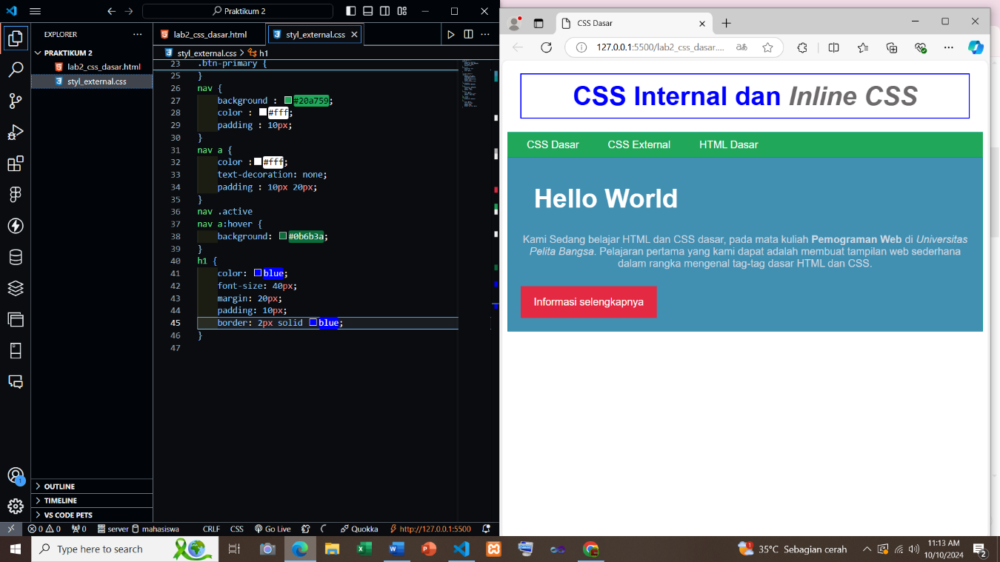 Praktikum 2
EXPLORER
PRAKTIKUM 2
lab2_css_dasar.html
styl_external.css
OUTLINE
TIMELINE
VS CODE PETS
lab2_css_dasar.html
styl_external.css
styl_external.css > h1
23 .btn-primary {
25 }
26 nav {
27 background : #20a759;
28 color : #fff;
29 padding : 10px;
30 }
31 nav a {
32 color : #fff;
33 text-decoration: none;
34 padding : 10px 20px;
35 }
36 nav .active
37 nav a:hover {
38 background: #0b6b3a;
39 }
40 h1 {
41 color: blue;
42 font-size: 40px;
43 margin: 20px;
44 padding: 10px;
45 border: 2px solid blue;
46 }
47
1
0 0 0 server mahasiswa CRLF CSS Go Live Quokka http://127.0.0.1:5500
CSS Dasar
127.0.0.1:5500/lab2_css_dasar....
CSS Internal dan Inline CSS
CSS Dasar CSS External HTML Dasar
Hello World
Kami Sedang belajar HTML dan CSS dasar, pada mata kuliah Pemograman Web di Universitas
Pelita Bangsa. Pelajaran pertama yang kami dapat adalah membuat tampilan web sederhana
dalam rangka mengenal tag-tag dasar HTML dan CSS.
Informasi selengkapnya
Type here to search
1
35°C Sebagian cerah
11:13 AM
10/10/2024
2